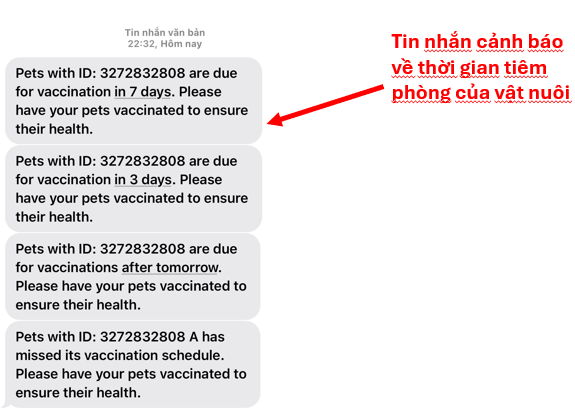 Tin nhắn văn bản
22:32, Hôm nay
Pets with ID: 3272832808 are due
for vaccination in 7 days. Please
have your pets vaccinated to ensure
their health.
Pets with ID: 3272832808 are due
for vaccination in 3 days. Please
have your pets vaccinated to ensure
their health.
Pets with ID: 3272832808 are due
for vaccinations after tomorrow.
Please have your pets vaccinated to
ensure their health.
Pets with ID: 3272832808 A has
missed its vaccination schedule.
Please have your pets vaccinated to
ensure their health.
Tin nhắn cảnh báo
về thời gian tiêm
phòng của vật nuôi